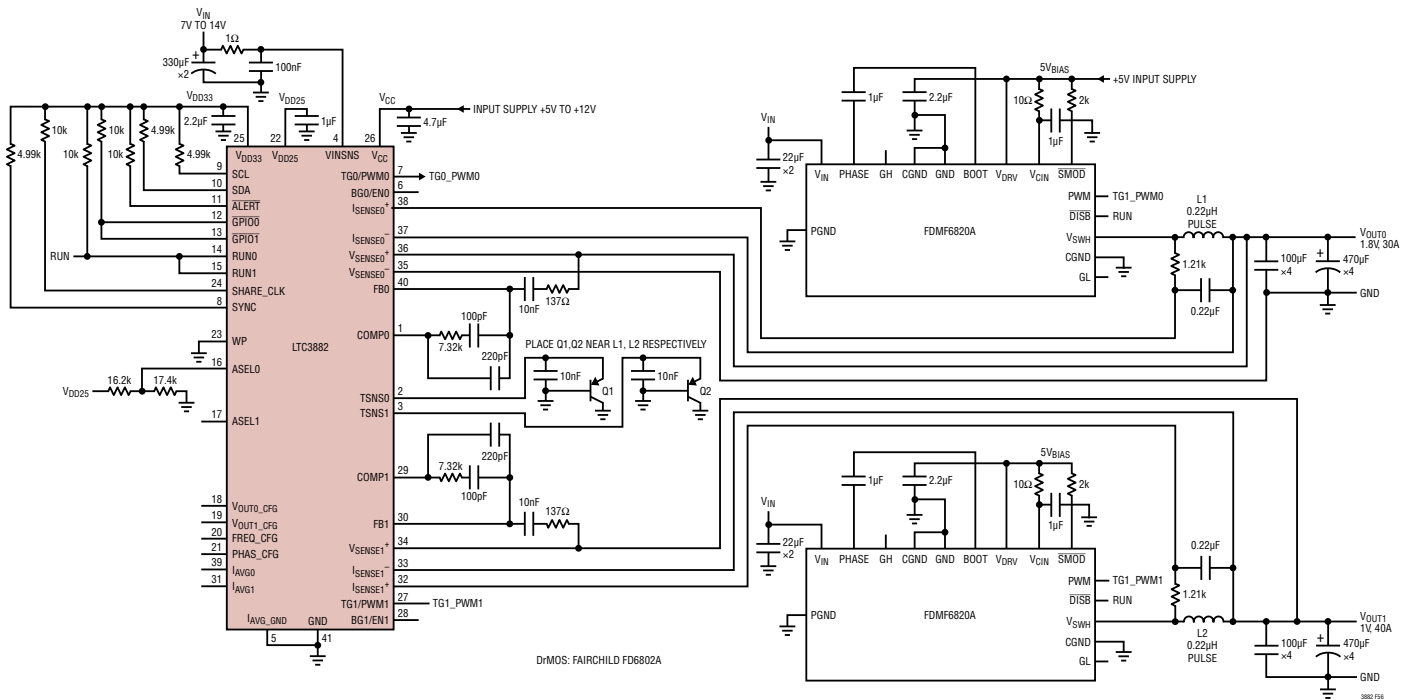 VIN
7V TO 14V
1Ω
330µF
×2
100nF
VDD33
2.2µF
VDD25
1µF
VCC
INPUT SUPPLY +5V TO +12V
4.7µF
10k
10k
4.99k
4.99k
10k
10k
4.99k
25
22
4
26
VDD33
VDD25
VINSNS
VCC
9
SCL
10
SDA
11
ALERT
12
GPIO0
13
GPIO1
RUN
14
RUN0
15
RUN1
24
SHARE_CLK
8
SYNC
23
WP
16
ASEL0
VDD25
16.2k
17.4k
17
ASEL1
18
VOUT0_CFG
19
VOUT1_CFG
20
FREQ_CFG
21
PHAS_CFG
39
IAVG0
31
IAVG1
IAVG_GND
GND
5
41
LTC3882
TG0/PWM0
7
TG0_PWM0
BG0/EN0
6
ISENSE0+
38
ISENSE0–
37
VSENSE0+
36
VSENSE0–
35
FB0
40
10nF
137Ω
COMP0
1
100pF
7.32k
220pF
PLACE Q1,Q2 NEAR L1, L2 RESPECTIVELY
10nF
Q1
10nF
Q2
TSNS0
2
TSNS1
3
COMP1
29
220pF
7.32k
100pF
10nF
137Ω
FB1
30
VSENSE1+
34
ISENSE1–
33
ISENSE1+
32
TG1/PWM1
27
TG1_PWM1
BG1/EN1
28
DrMOS: FAIRCHILD FD6802A
5VBIAS
+5V INPUT SUPPLY
1µF
2.2µF
10Ω
2k
1µF
VIN
22µF
×2
VIN
PHASE
GH
CGND
GND
BOOT
VDRV
VCIN
SMOD
PWM
TG1_PWM0
DISB
RUN
VSWH
CGND
GL
PGND
FDMF6820A
L1
0.22µH
PULSE
1.21k
0.22µF
100µF
×4
470µF
×4
VOUT0
1.8V, 30A
GND
5VBIAS
1µF
2.2µF
10Ω
2k
1µF
VIN
22µF
×2
VIN
PHASE
GH
CGND
GND
BOOT
VDRV
VCIN
SMOD
PWM
TG1_PWM1
DISB
RUN
VSWH
CGND
GL
PGND
FDMF6820A
0.22µF
1.21k
L2
0.22µH
PULSE
100µF
×4
470µF
×4
VOUT1
1V, 40A
GND
3882 F56